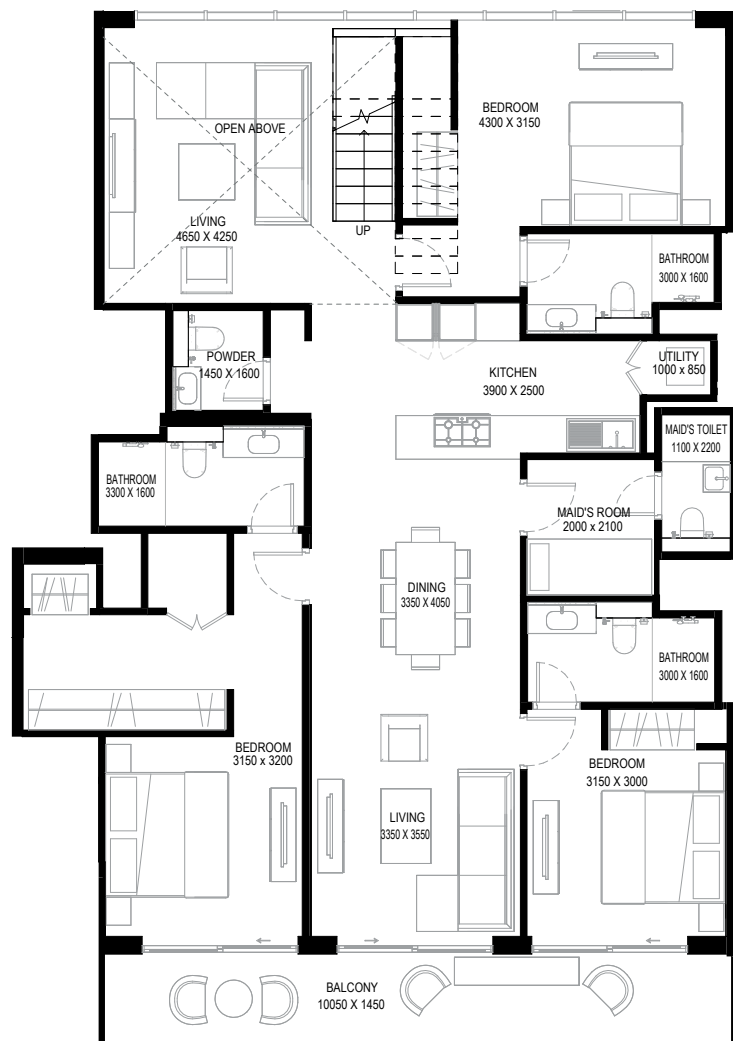 BEDROOM
4300 X 3150
OPEN ABOVE
LIVING
4650 X 4250
UP
BATHROOM
3000 X 1600
POWDER
1450 X 1600
KITCHEN
3900 X 2500
UTILITY
1000 x 850
MAID'S TOILET
1100 X 2200
BATHROOM
3300 X 1600
MAID'S ROOM
2000 x 2100
DINING
3350 X 4050
BATHROOM
3000 X 1600
BEDROOM
3150 x 3200
BEDROOM
3150 X 3000
LIVING
3350 X 3550
BALCONY
10050 X 1450